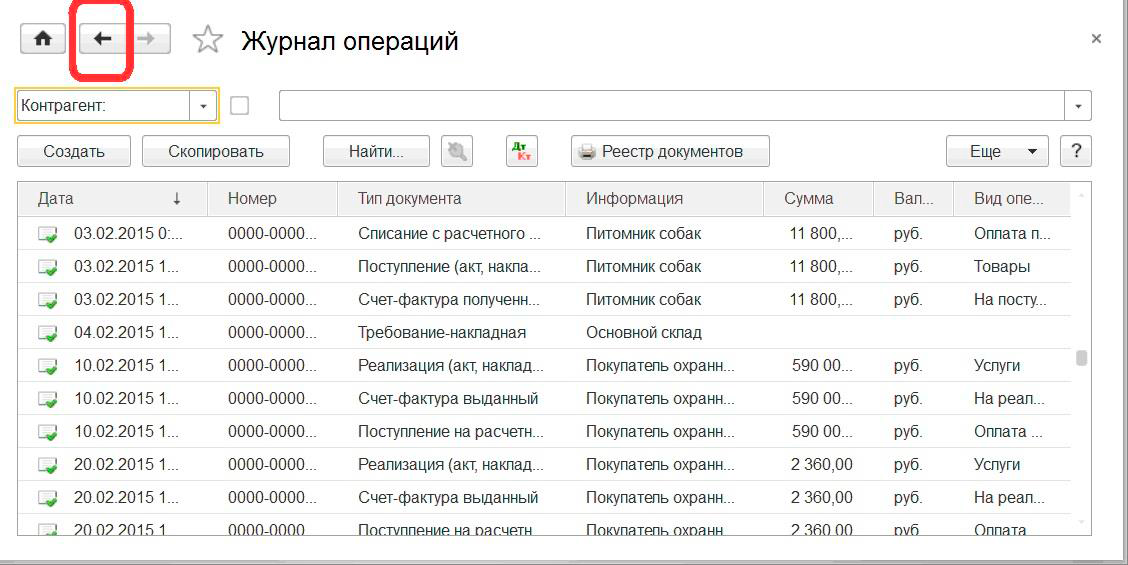 Журнал операций
Контрагент:
Создать Скопировать Найти... Дт Кт Реестр документов Еще ?
Дата ↓ Номер Тип документа Информация Сумма Вал... Вид опе...
03.02.2015 0:... 0000-0000... Списание с расчетного ... Питомник собак 11 800,... руб. Оплата п...
03.02.2015 1... 0000-0000... Поступление (акт, накла... Питомник собак 11 800,... руб. Товары
03.02.2015 1... 0000-0000... Счет-фактура полученн... Питомник собак 11 800,... руб. На посту...
04.02.2015 1... 0000-0000... Требование-накладная Основной склад
10.02.2015 1... 0000-0000... Реализация (акт, наклад... Покупатель охранн... 590 00... руб. Услуги
10.02.2015 1... 0000-0000... Счет-фактура выданный Покупатель охранн... 590 00... руб. На реал...
10.02.2015 1... 0000-0000... Поступление на расчетн... Покупатель охранн... 590 00... руб. Оплата ...
20.02.2015 1... 0000-0000... Реализация (акт, наклад... Покупатель охранн... 2 360,00 руб. Услуги
20.02.2015 1... 0000-0000... Счет-фактура выданный Покупатель охранн... 2 360,00 руб. На реал...
20.02.2015 1 0000-0000 Поступление на расчетн Покупатель охранн... 2 360,00 руб. Оплата